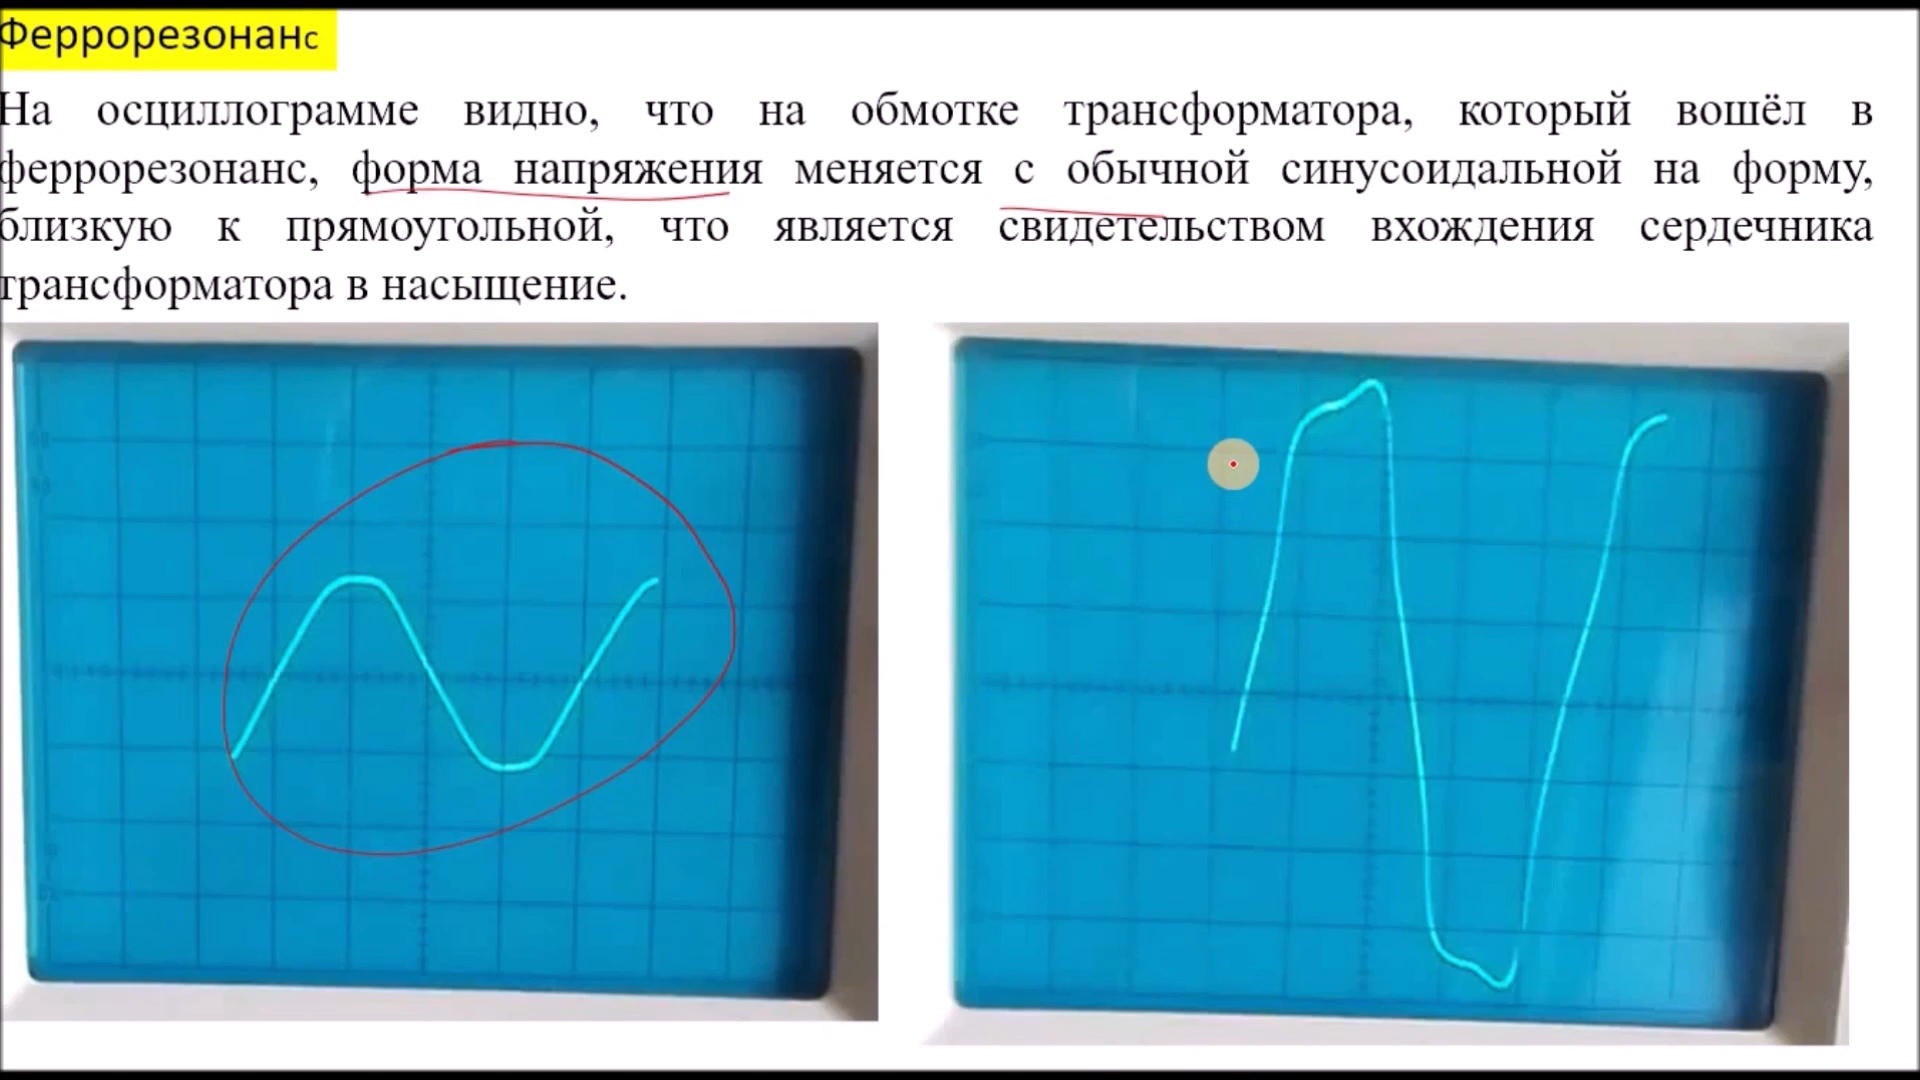 Феррорезонанс
На осциллограмме видно, что на обмотке трансформатора, который вошёл в
феррорезонанс, форма напряжения меняется с обычной синусоидальной на форму,
близкую к прямоугольной, что является свидетельством вхождения сердечника
трансформатора в насыщение.